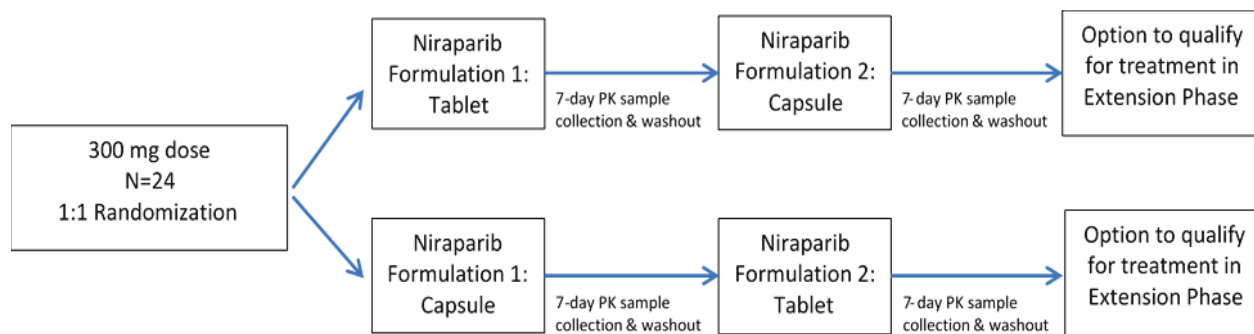 300 mg dose
N=24
1:1 Randomization
Niraparib
Formulation 1:
Tablet
7-day PK sample
collection & washout
Niraparib
Formulation 2:
Capsule
7-day PK sample
collection & washout
Option to qualify
for treatment in
Extension Phase
Niraparib
Formulation 1:
Capsule
7-day PK sample
collection & washout
Niraparib
Formulation 2:
Tablet
7-day PK sample
collection & washout
Option to qualify
for treatment in
Extension Phase